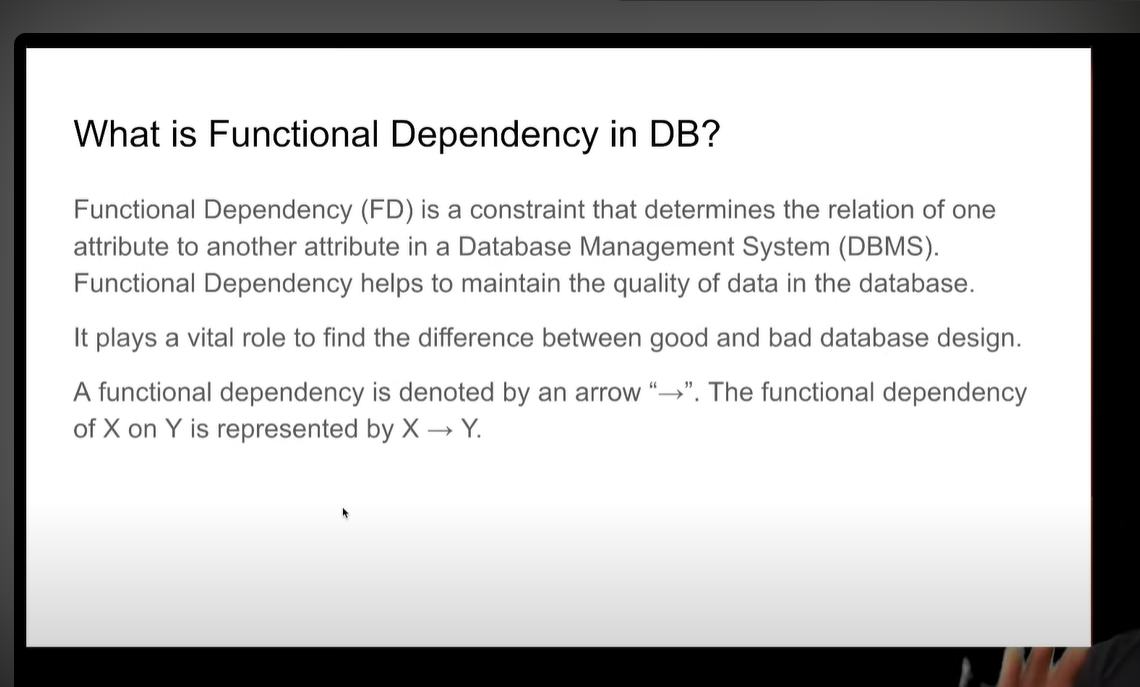 What is Functional Dependency in DB?
Functional Dependency (FD) is a constraint that determines the relation of one
attribute to another attribute in a Database Management System (DBMS).
Functional Dependency helps to maintain the quality of data in the database.
It plays a vital role to find the difference between good and bad database design.
A functional dependency is denoted by an arrow “→”. The functional dependency
of X on Y is represented by X → Y.